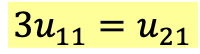 3u₁₁ = u₂₁